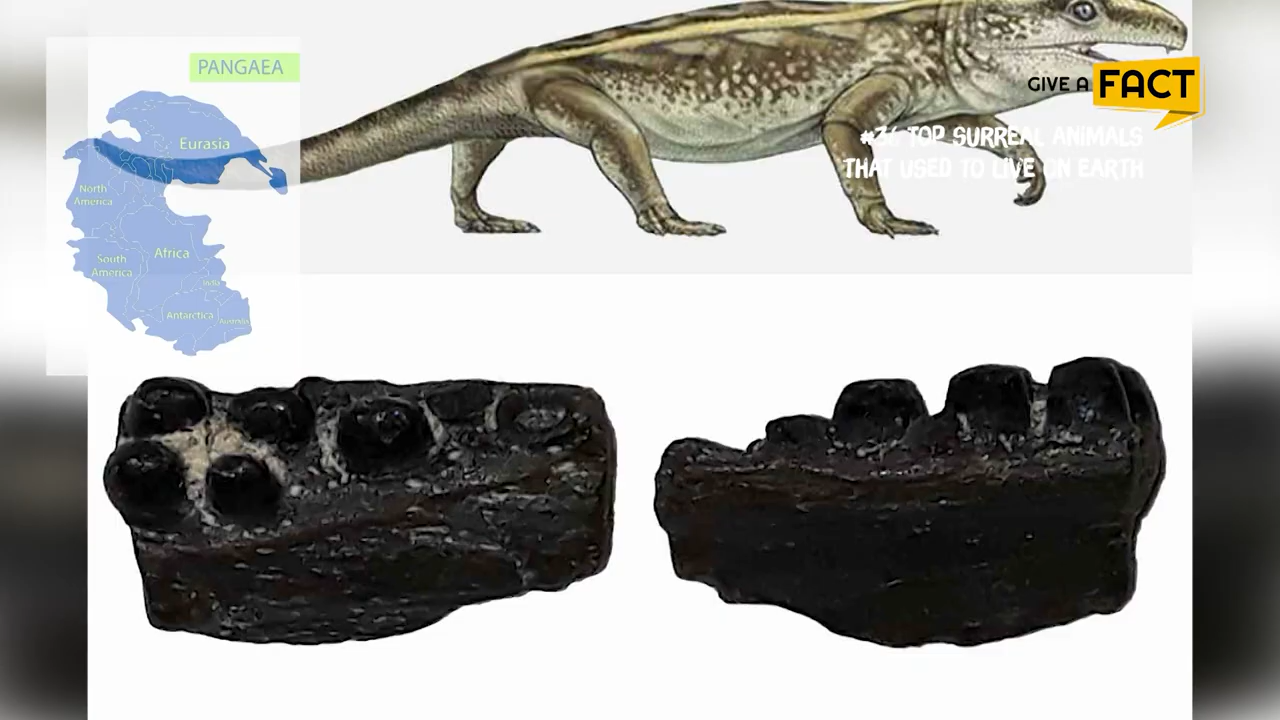 PANGAEA
Eurasia
North
America
Africa
South
America
India
Antarctica
Australia
GIVE A FACT
#36 TOP SURREAL ANIMALS
THAT USED TO LIVE ON EARTH